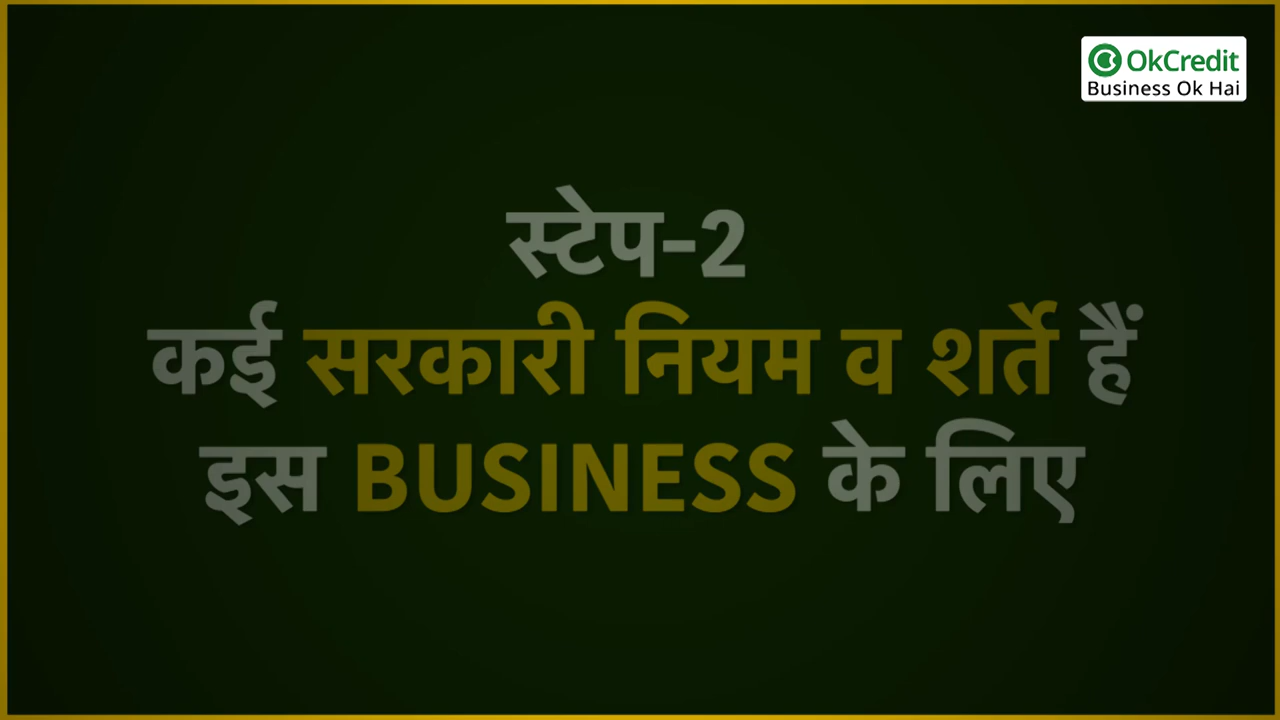 OkCredit
Business Ok Hai
स्टेप-2
कई सरकारी नियम व शर्ते हैं
इस BUSINESS के लिए